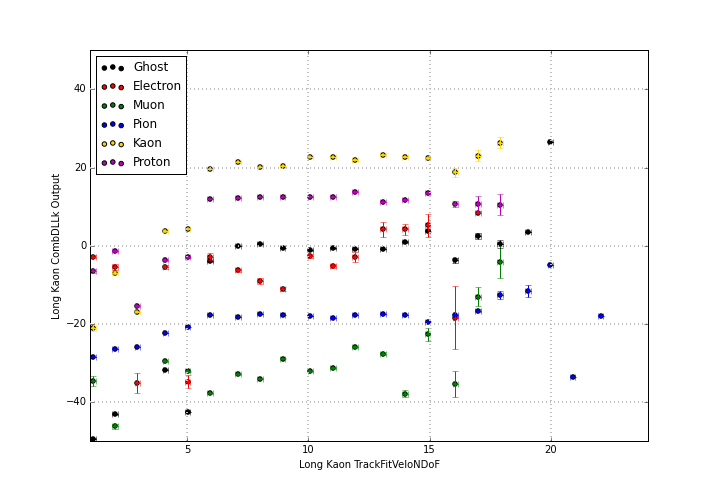 40
20
0
−20
−40
Long Kaon CombDLLk Output
Ghost
Electron
Muon
Pion
Kaon
Proton
5
10
15
20
Long Kaon TrackFitVeloNDoF